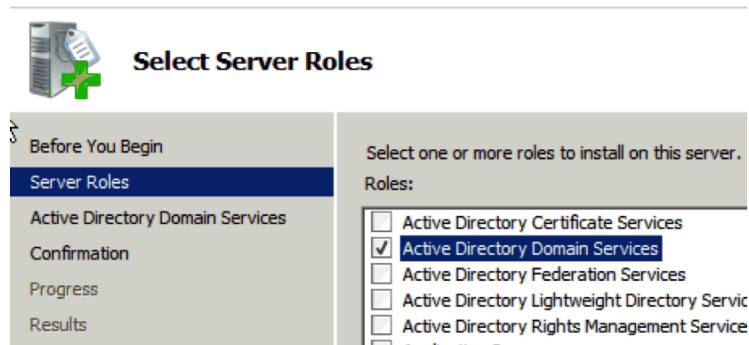 Select Server Roles
Before You Begin
Server Roles
Active Directory Domain Services
Confirmation
Progress
Results
Select one or more roles to install on this server.
Roles:
Active Directory Certificate Services
Active Directory Domain Services
Active Directory Federation Services
Active Directory Lightweight Directory
Active Directory Rights Management Service